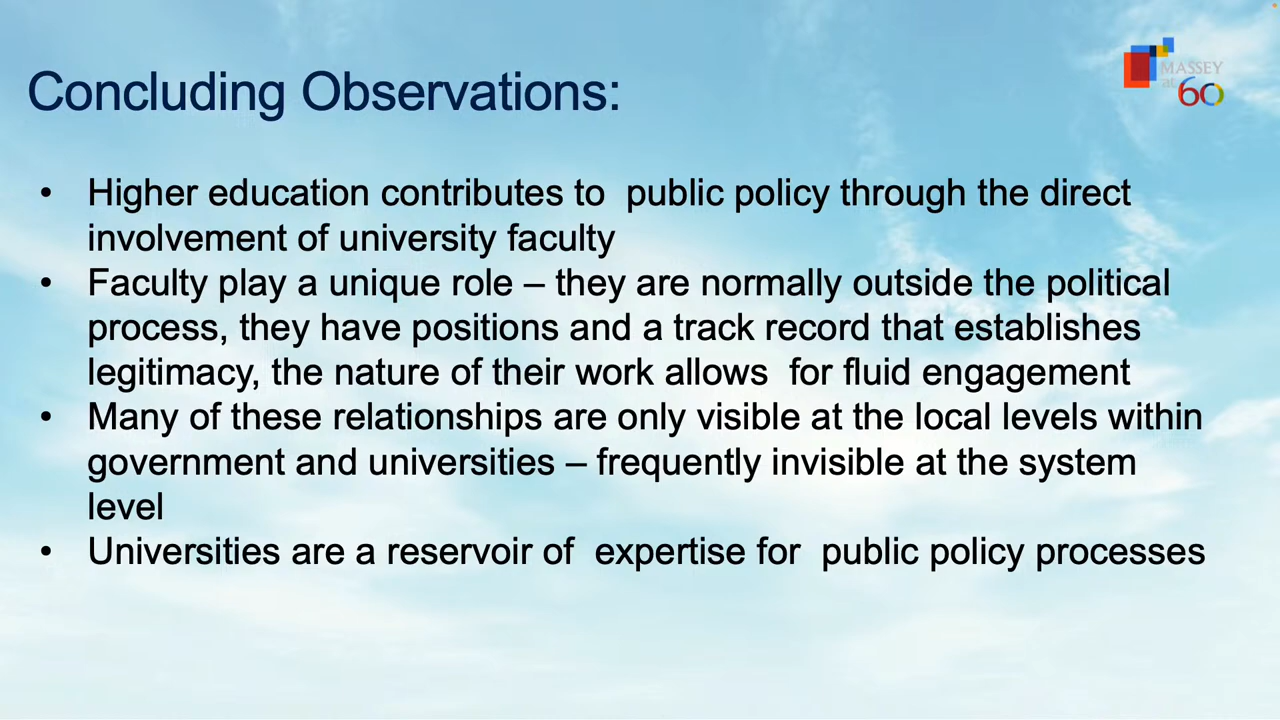 Concluding Observations:
MASSEY
at 60
• Higher education contributes to  public policy through the direct
involvement of university faculty
• Faculty play a unique role – they are normally outside the political
process, they have positions and a track record that establishes
legitimacy, the nature of their work allows  for fluid engagement
• Many of these relationships are only visible at the local levels within
government and universities – frequently invisible at the system
level
• Universities are a reservoir of  expertise for  public policy processes